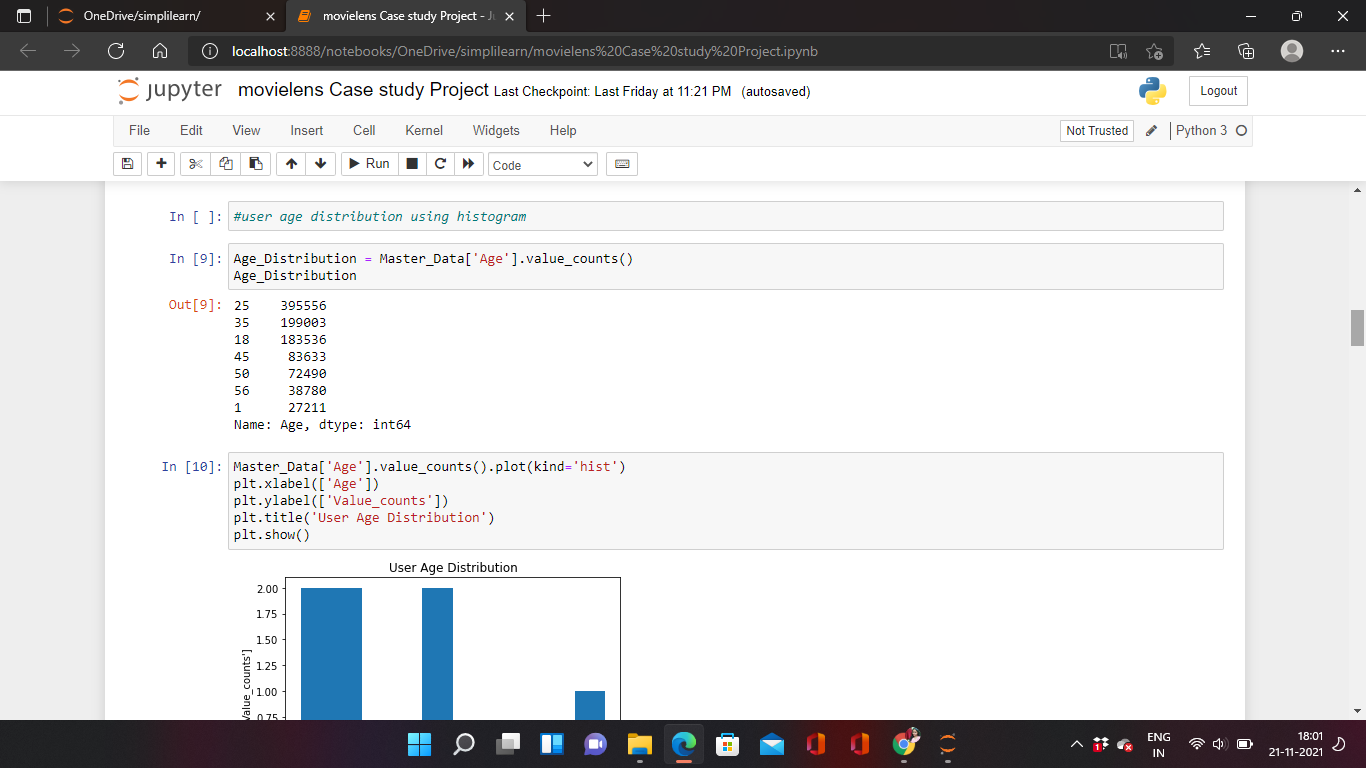 OneDrive/simplilearn/
movielens Case study Project - Ju
localhost:8888/notebooks/OneDrive/simplilearn/movielens%20Case%20study%20Project.ipynb
jupyter movielens Case study Project Last Checkpoint: Last Friday at 11:21 PM (autosaved)
Logout
File Edit View Insert Cell Kernel Widgets Help
Not Trusted
Python 3
Run
Code
In [ ]: #user age distribution using histogram
In [9]: Age_Distribution = Master_Data['Age'].value_counts()
Age_Distribution
Out[9]: 25 395556
35 199003
18 183536
45 83633
50 72490
56 38780
1 27211
Name: Age, dtype: int64
In [10]: Master_Data['Age'].value_counts().plot(kind='hist')
plt.xlabel(['Age'])
plt.ylabel(['Value_counts'])
plt.title('User Age Distribution')
plt.show()
User Age Distribution
2.00
1.75
1.50
1.25
1.00
0.75
Value_counts']
ENG
IN
18:01
21-11-2021
1